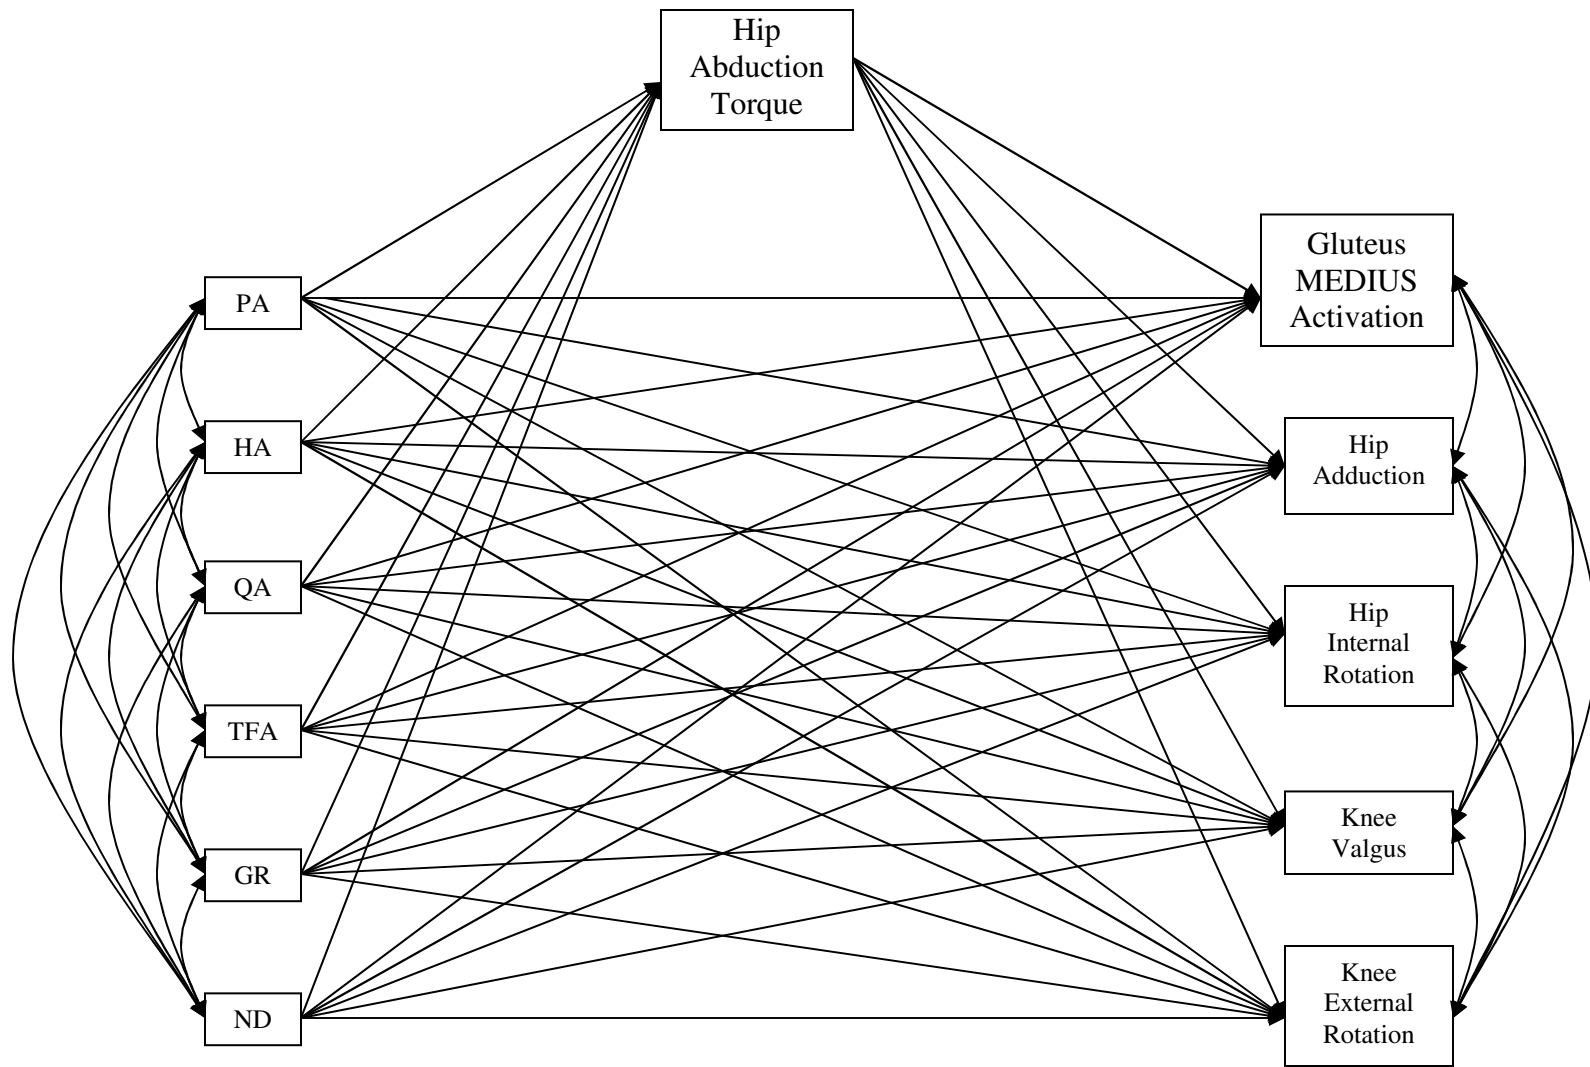 Hip
Abduction
Torque
PA
HA
QA
TFA
GR
ND
Gluteus
MEDIUS
Activation
Hip
Adduction
Hip
Internal
Rotation
Knee
Valgus
Knee
External
Rotation